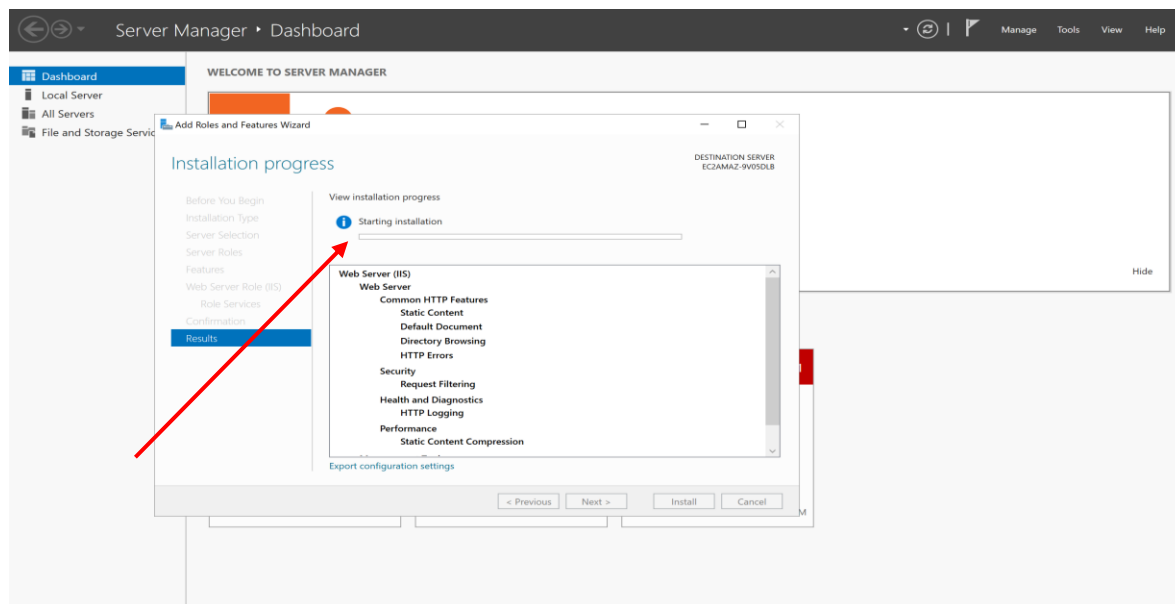 Server Manager ‣ Dashboard
Manage Tools View Help
Dashboard
Local Server
All Servers
File and Storage Servic
WELCOME TO SERVER MANAGER
Hide
Add Roles and Features Wizard
Installation progress
DESTINATION SERVER
EC2AMAZ-9V05DLB
Before You Begin
Installation Type
Server Selection
Server Roles
Features
Web Server Role (IIS)
Role Services
Confirmation
Results
View installation progress
Starting installation
Web Server (IIS)
Web Server
Common HTTP Features
Static Content
Default Document
Directory Browsing
HTTP Errors
Security
Request Filtering
Health and Diagnostics
HTTP Logging
Performance
Static Content Compression
Export configuration settings
< Previous Next > Install Cancel
M